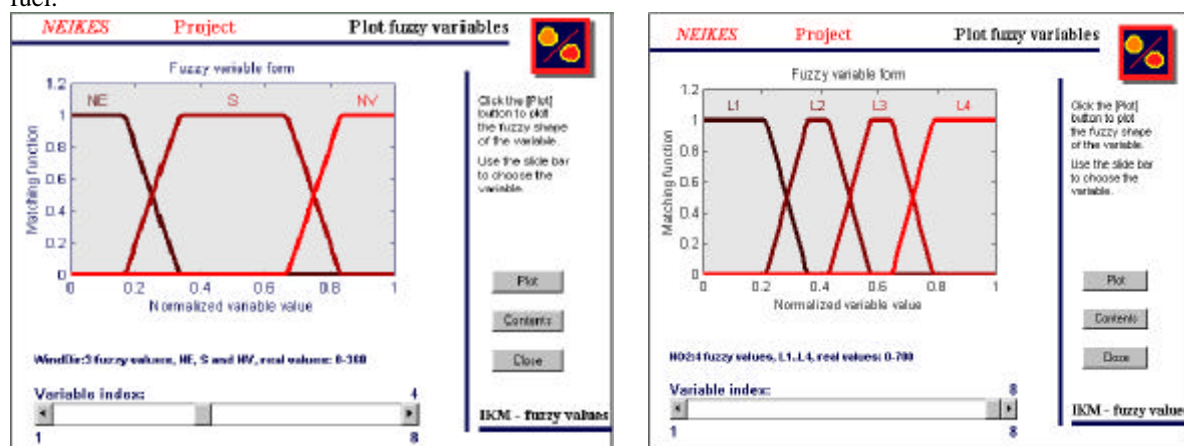 NEIKES Project Plot fuzzy variables
Fuzzy variable form
1.2
1
0.8
0.6
0.4
0.2
0
NE S NV
Matching function
0 0.2 0.4 0.6 0.8 1
Normalized variable value
Click the [Plot]
button to plot
the fuzzy shape
of the variable.
Use the slide bar
to choose the
variable.
Plot
Contents
Close
WindDir:3 fuzzy values, NE, S and NV, real values: 0-360
Variable index: 4
1 8
IKM - fuzzy values
NEIKES Project Plot fuzzy variables
Fuzzy variable form
1.2
1
0.8
0.6
0.4
0.2
0
L1 L2 L3 L4
Matching function
0 0.2 0.4 0.6 0.8 1
Normalized variable value
Click the [Plot]
button to plot
the fuzzy shape
of the variable.
Use the slide bar
to choose the
variable.
Plot
Contents
Close
NO2:4 fuzzy values, L1..L4, real values: 0-700
Variable index: 8
1 8
IKM - fuzzy value